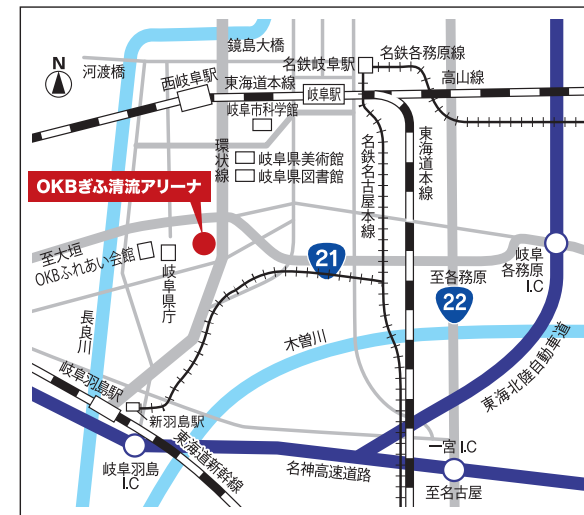 鏡島大橋
名鉄岐阜駅
名鉄各務原線
N
河渡橋
西岐阜駅
東海道本線
高山線
岐阜駅
岐阜市科学館
環状線
岐阜県美術館
岐阜県図書館
名鉄名古屋本線
東海道本線
OKBぎふ清流アリーナ
至大垣
OKBふれあい会館
岐阜県庁
21
至各務原
22
岐阜
各務原
I.C
長良川
木曽川
東海北陸自動車道
岐阜羽島駅
新羽島駅
東海道新幹線
岐阜羽島
I.C
名神高速道路
一宮 I.C
至名古屋